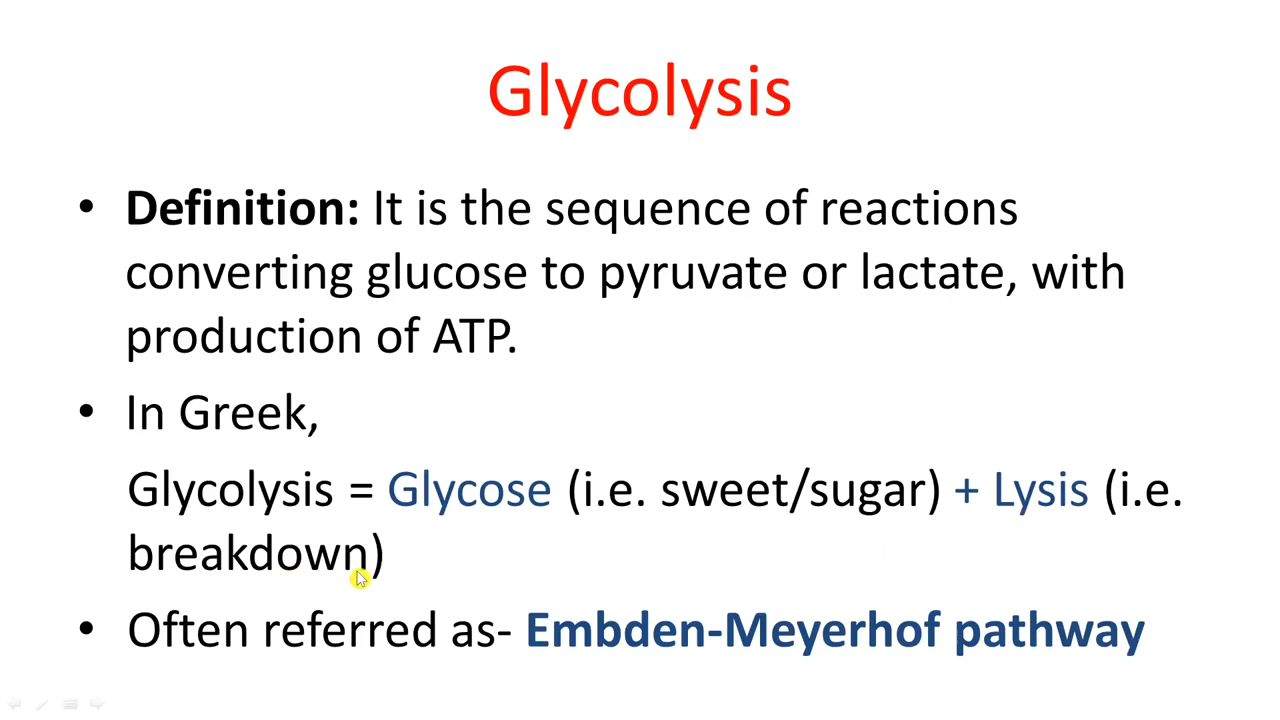 Glycolysis
• Definition: It is the sequence of reactions
converting glucose to pyruvate or lactate, with
production of ATP.
• In Greek,
Glycolysis = Glycose (i.e. sweet/sugar) + Lysis (i.e.
breakdown)
• Often referred as- Embden-Meyerhof pathway